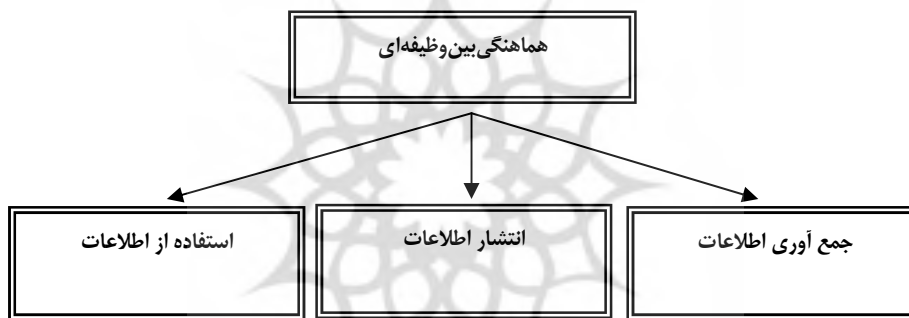 هماهنگی‌بین‌وظیفه‌ای
جمع آوری اطلاعات
انتشار اطلاعات
استفاده از اطلاعات